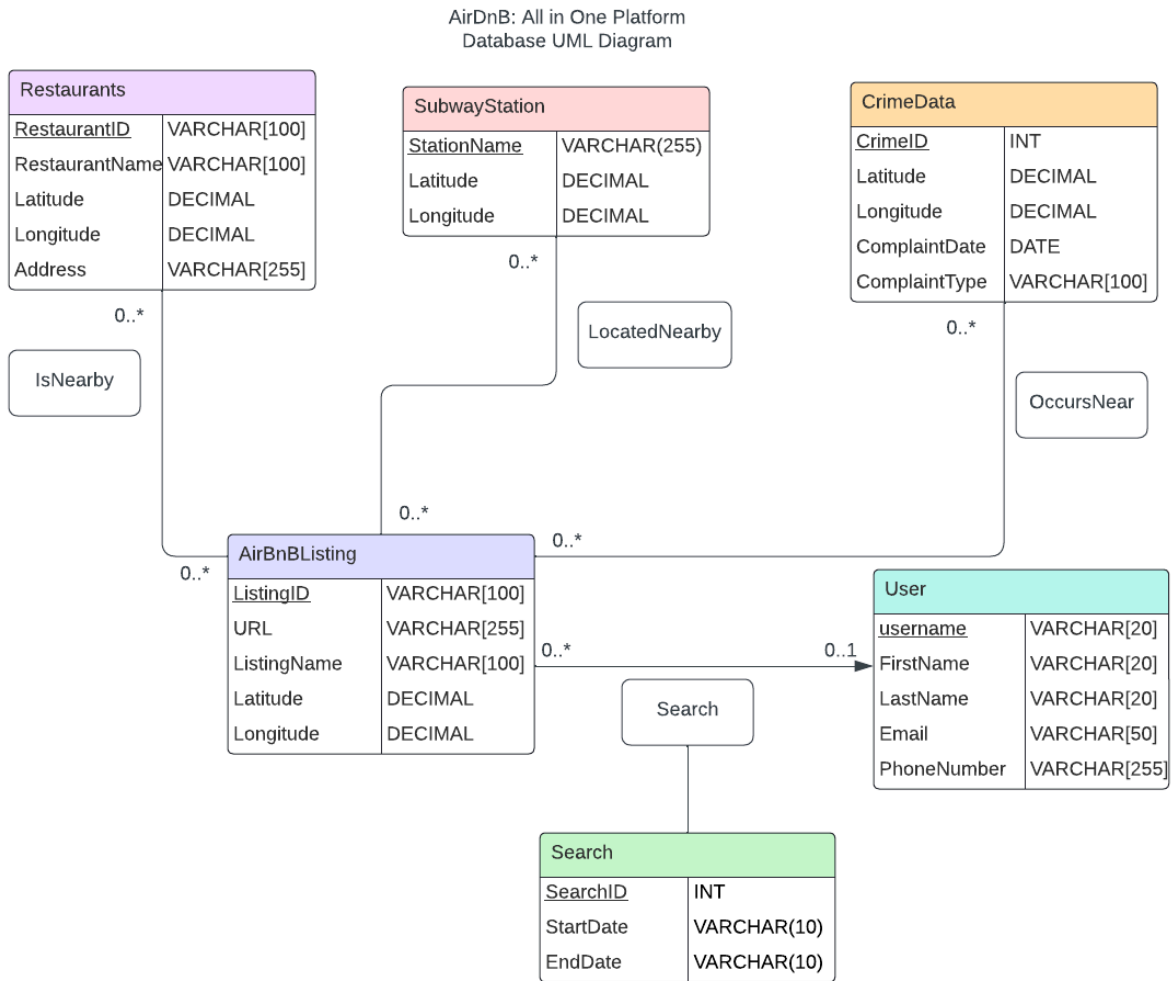 AirDnB: All in One Platform
Database UML Diagram
Restaurants
RestaurantID VARCHAR[100]
RestaurantName VARCHAR[100]
Latitude DECIMAL
Longitude DECIMAL
Address VARCHAR[255]
SubwayStation
StationName VARCHAR(255)
Latitude DECIMAL
Longitude DECIMAL
CrimeData
CrimeID INT
Latitude DECIMAL
Longitude DECIMAL
ComplaintDate DATE
ComplaintType VARCHAR[100]
0..*
0..*
0..*
IsNearby
LocatedNearby
OccursNear
0..*
0..*
0..*
AirBnBListing
ListingID VARCHAR[100]
URL VARCHAR[255]
ListingName VARCHAR[100]
Latitude DECIMAL
Longitude DECIMAL
0..*
0..1
User
username VARCHAR[20]
FirstName VARCHAR[20]
LastName VARCHAR[20]
Email VARCHAR[50]
PhoneNumber VARCHAR[255]
Search
Search
SearchID INT
StartDate VARCHAR(10)
EndDate VARCHAR(10)